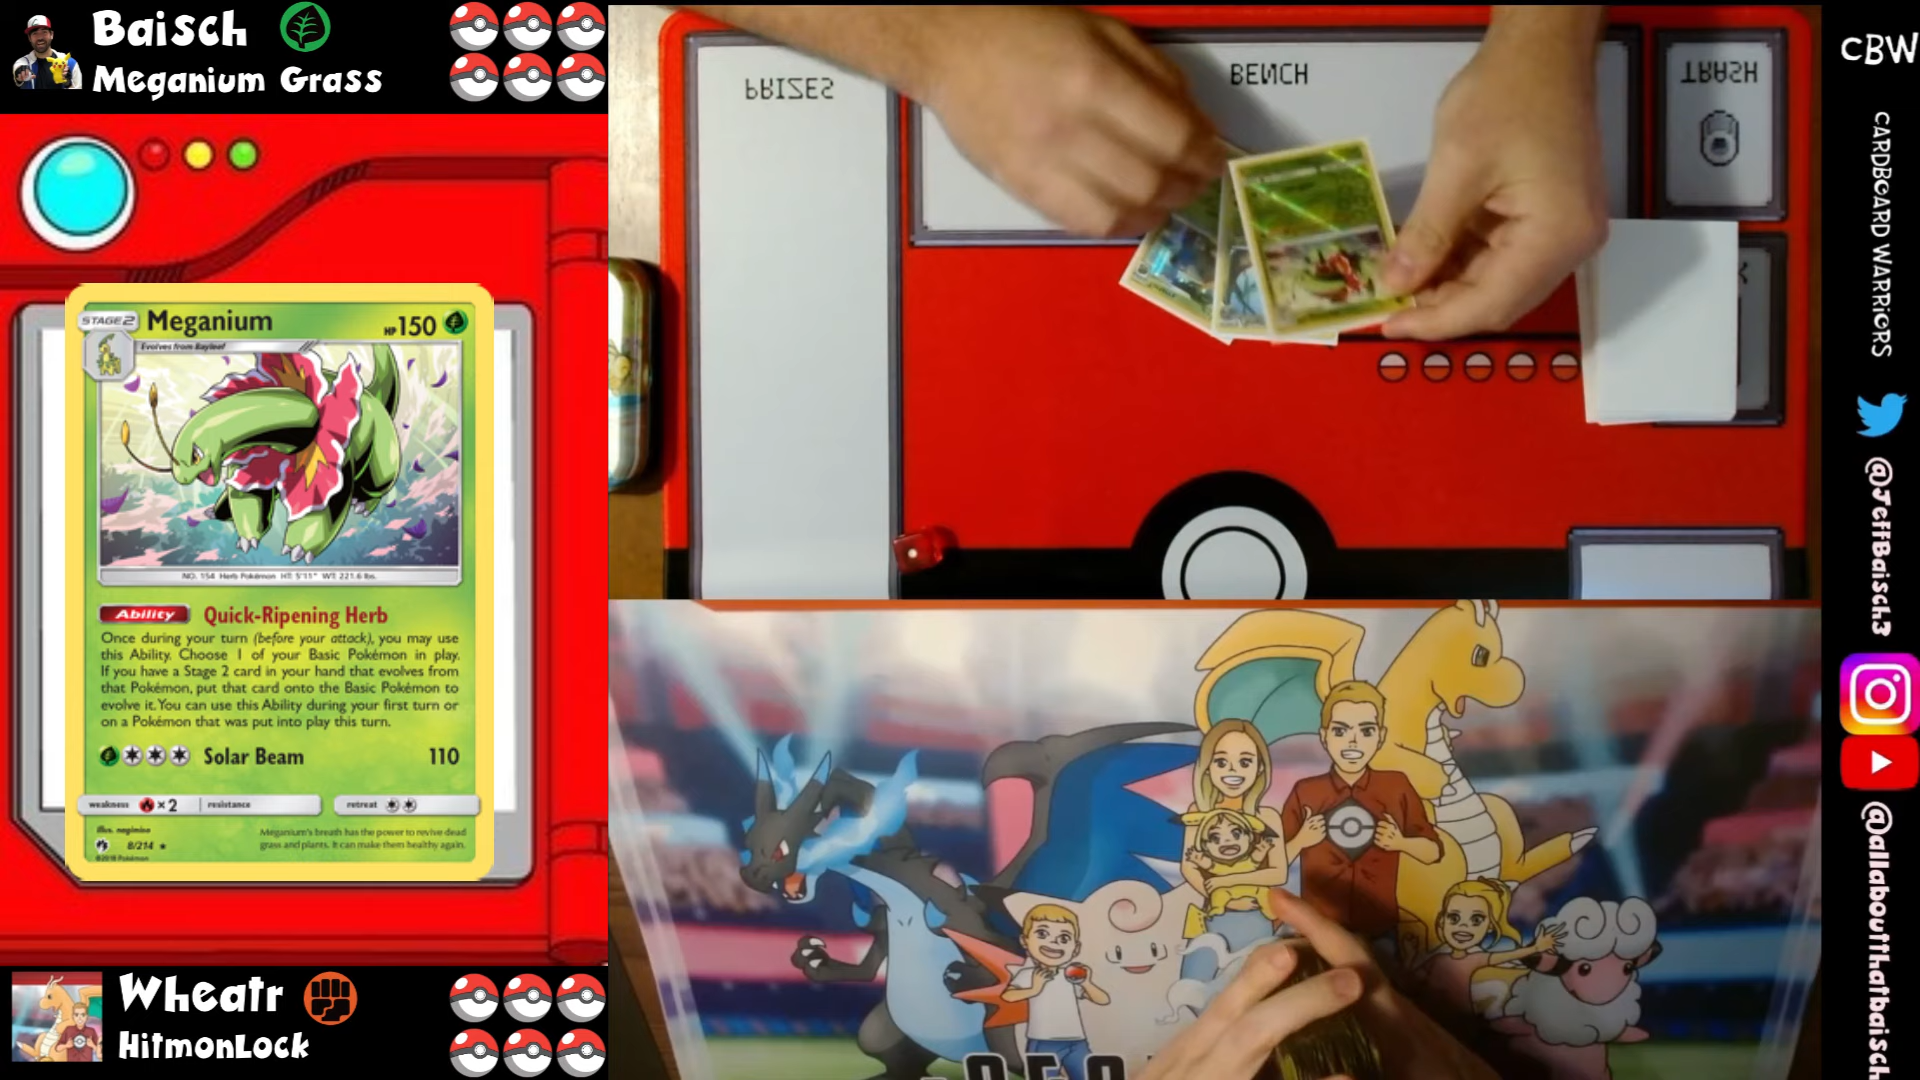 Baisch
Meganium Grass
STAGE 2
Meganium
HP 150
Evolves from Bayleef
NO. 154 Herb Pokémon HT: 5'11" WT: 221.6 lbs.
Ability Quick-Ripening Herb
Once during your turn (before your attack), you may use
this Ability. Choose 1 of your Basic Pokémon in play.
If you have a Stage 2 card in your hand that evolves from
that Pokémon, put that card onto the Basic Pokémon to
evolve it. You can use this Ability during your first turn or
on a Pokémon that was put into play this turn.
Solar Beam 110
weakness ×2 resistance retreat
Illus. nagimiso
8/214
©2018 Pokémon
Meganium's breath has the power to revive dead
grass and plants. It can make them healthy again.
Wheatr
HitmonLock
PRIZES
BENCH
TRASH
CBW
CARDBOARD WARRIORS
@JeffBaisch3
@allaboutthatbaisch